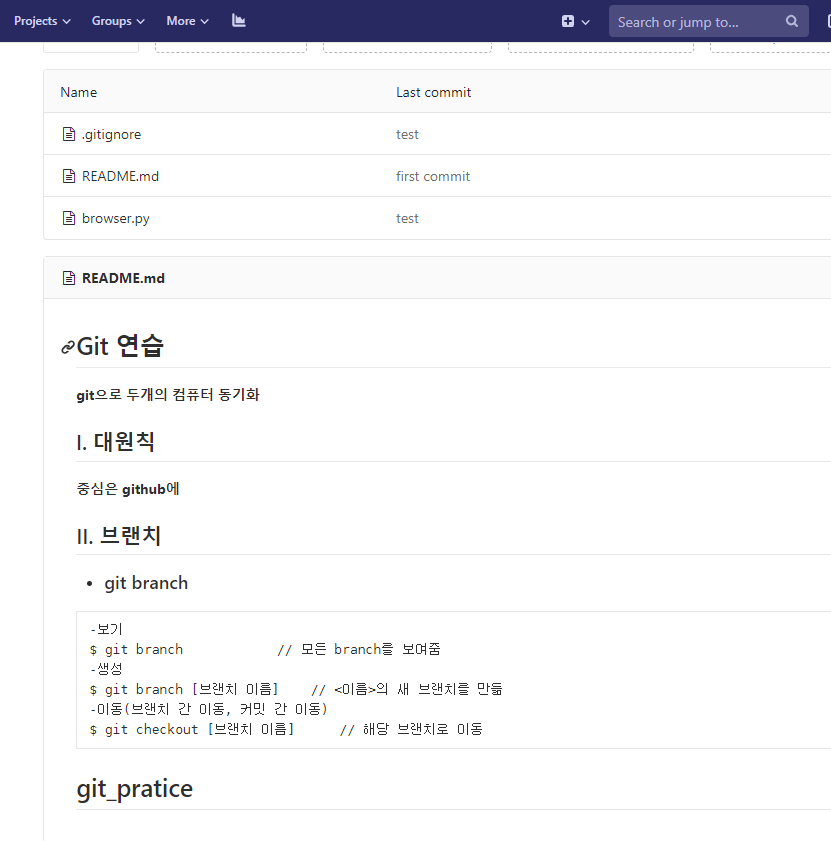 Projects Groups More Search or jump to...
Name Last commit
.gitignore test
README.md first commit
browser.py test
README.md
Git 연습
git으로 두개의 컴퓨터 동기화
I. 대원칙
중심은 github에
II. 브랜치
• git branch
-보기
$ git branch // 모든 branch를 보여줌
-생성
$ git branch [브랜치 이름] // <이름>의 새 브랜치를 만듦
-이동(브랜치 간 이동, 커밋 간 이동)
$ git checkout [브랜치 이름] // 해당 브랜치로 이동
git_pratice